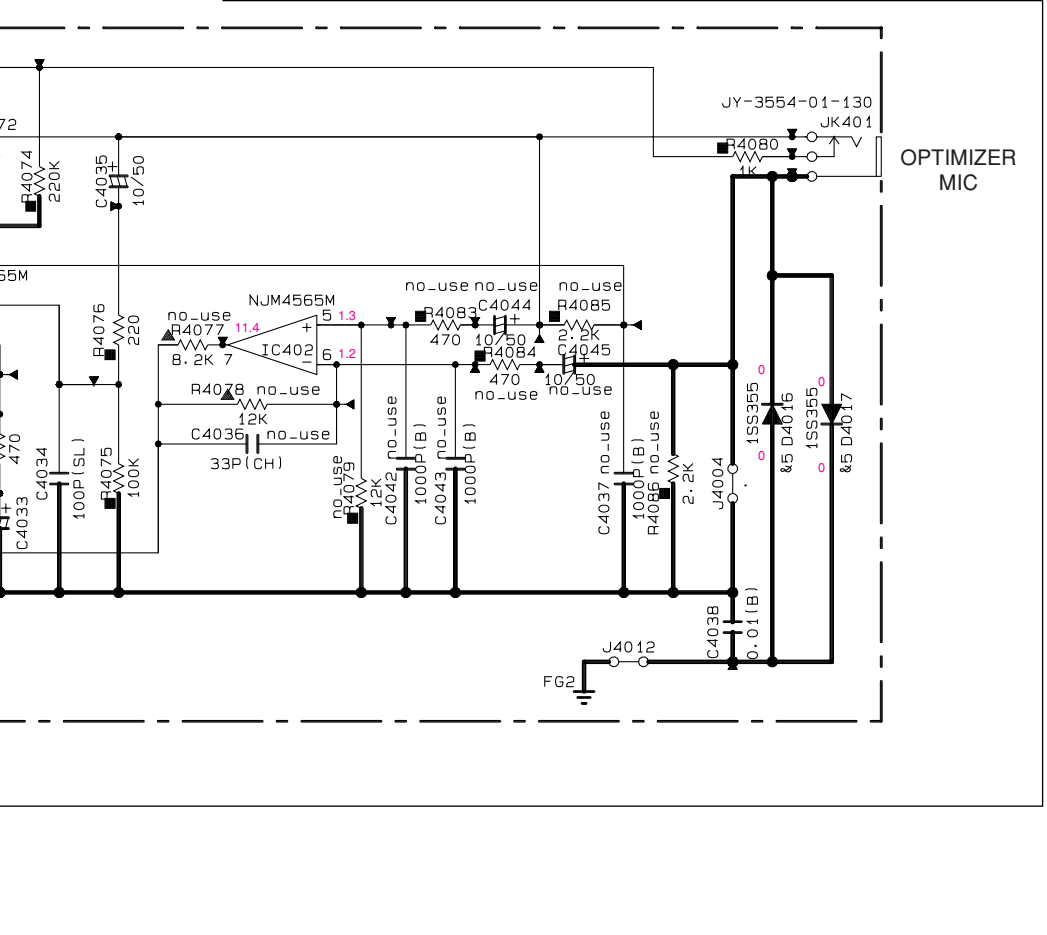 JY-3554-01-130
JK401
72
OPTIMIZER
MIC
R4080
1K
R4074
220K
C4035
10/50
65M
no_use
no_use
no_use
NJM4565M
C4044
R4083
R4085
no_use
5
1.3
11.4
R4077
470
10/50
2.2K
R4076
220
IC402
8.2K
7
6
1.2
R4084
C4045
470
10/50
no_use
no_use
R4078
no_use
12K
C4036
no_use
33P(CH)
470
C4033
C4034
100P(SL)
R4075
100K
no_use
R4079
12K
C4042
no_use
1000P(B)
C4043
no_use
1000P(B)
C4037
no_use
1000P(B)
R4086
no_use
2.2K
J4004
0
0
1SS355
&5 D4016
0
0
1SS355
&5 D4017
C4038
0.01(B)
J4012
FG2